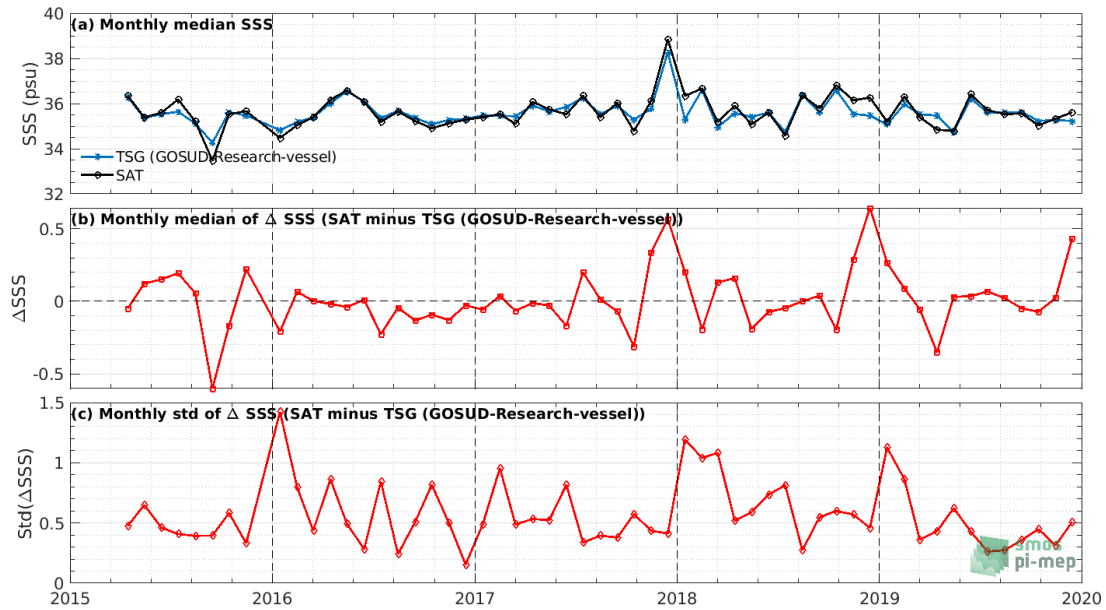 (a) Monthly median SSS
40
38
36
34
32
SSS (psu)
TSG (GOSUD-Research-vessel)
SAT
(b) Monthly median of Δ SSS (SAT minus TSG (GOSUD-Research-vessel))
0.5
0
-0.5
ΔSSS
(c) Monthly std of Δ SSS (SAT minus TSG (GOSUD-Research-vessel))
1.5
1
0.5
0
Std(ΔSSS)
smos
pi-mep
2015 2016 2017 2018 2019 2020